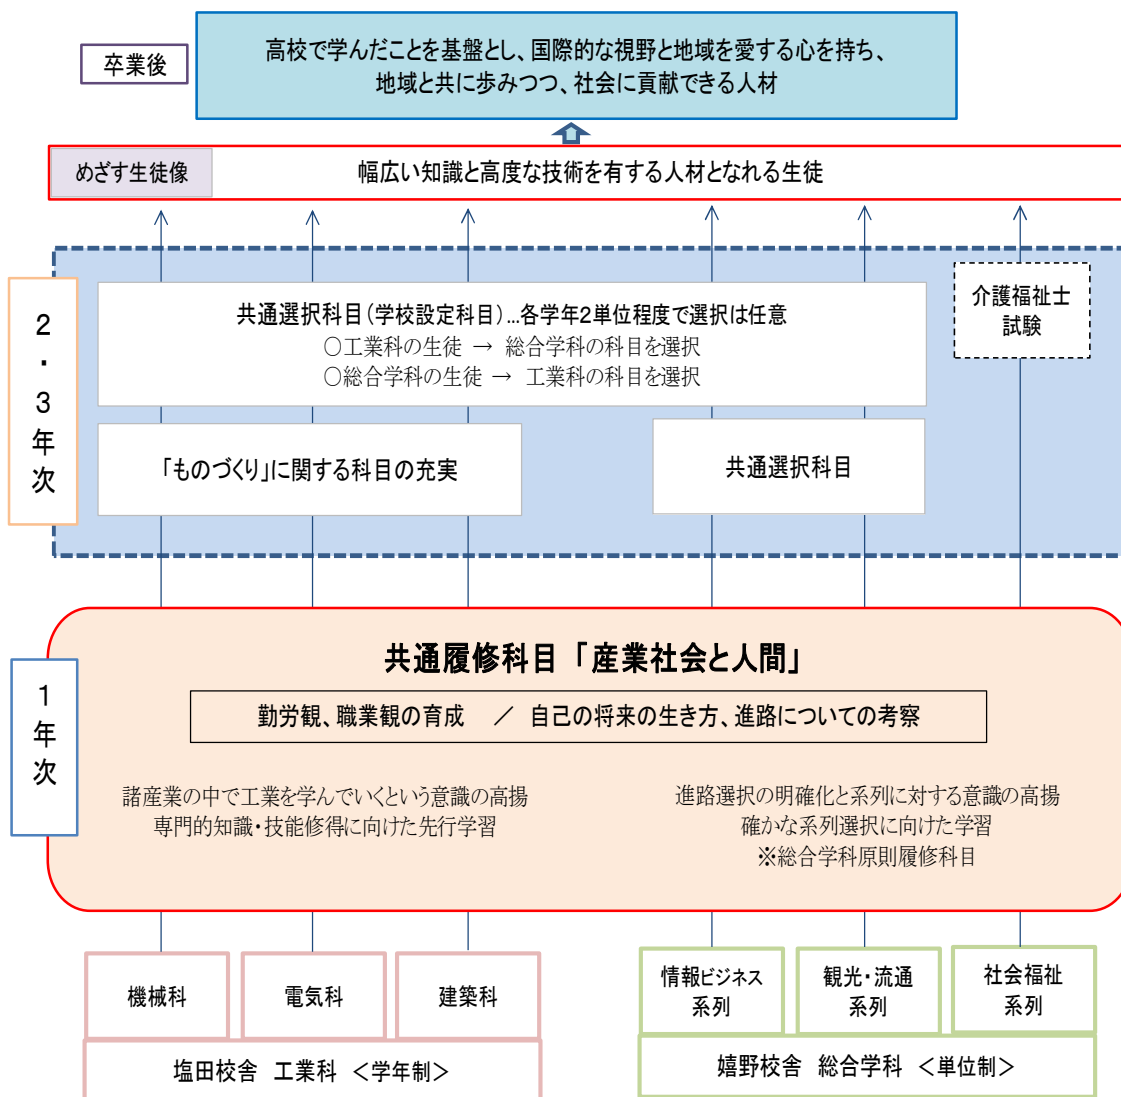 卒業後
高校で学んだことを基盤とし、国際的な視野と地域を愛する心を持ち、
地域と共に歩みつつ、社会に貢献できる人材
めざす生徒像
幅広い知識と高度な技術を有する人材となれる生徒
2・3年次
共通選択科目(学校設定科目)…各学年2単位程度で選択は任意
○工業科の生徒 → 総合学科の科目を選択
○総合学科の生徒 → 工業科の科目を選択
介護福祉士
試験
「ものづくり」に関する科目の充実
共通選択科目
1年次
共通履修科目「産業社会と人間」
勤労観、職業観の育成 / 自己の将来の生き方、進路についての考察
諸産業の中で工業を学んでいくという意識の高揚
専門的知識・技能修得に向けた先行学習
進路選択の明確化と系列に対する意識の高揚
確かな系列選択に向けた学習
※総合学科原則履修科目
機械科
電気科
建築科
塩田校舎 工業科 <学年制>
情報ビジネス
系列
観光・流通
系列
社会福祉
系列
嬉野校舎 総合学科 <単位制>